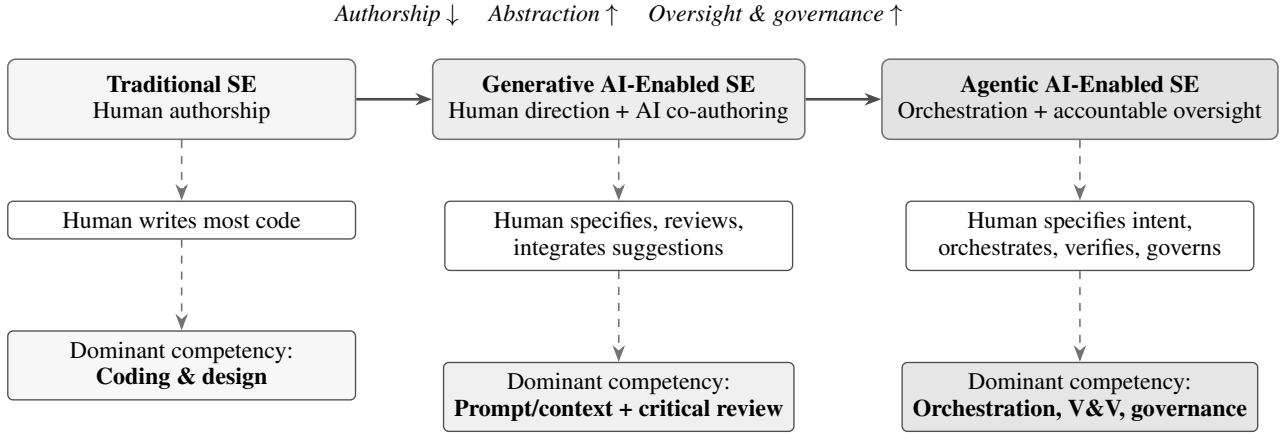 Authorship ↓ Abstraction ↑ Oversight & governance ↑
Traditional SE
Human authorship
Generative AI-Enabled SE
Human direction + AI co-authoring
Agentic AI-Enabled SE
Orchestration + accountable oversight
Human writes most code
Human specifies, reviews,
integrates suggestions
Human specifies intent,
orchestrates, verifies, governs
Dominant competency:
Coding & design
Dominant competency:
Prompt/context + critical review
Dominant competency:
Orchestration, V&V, governance